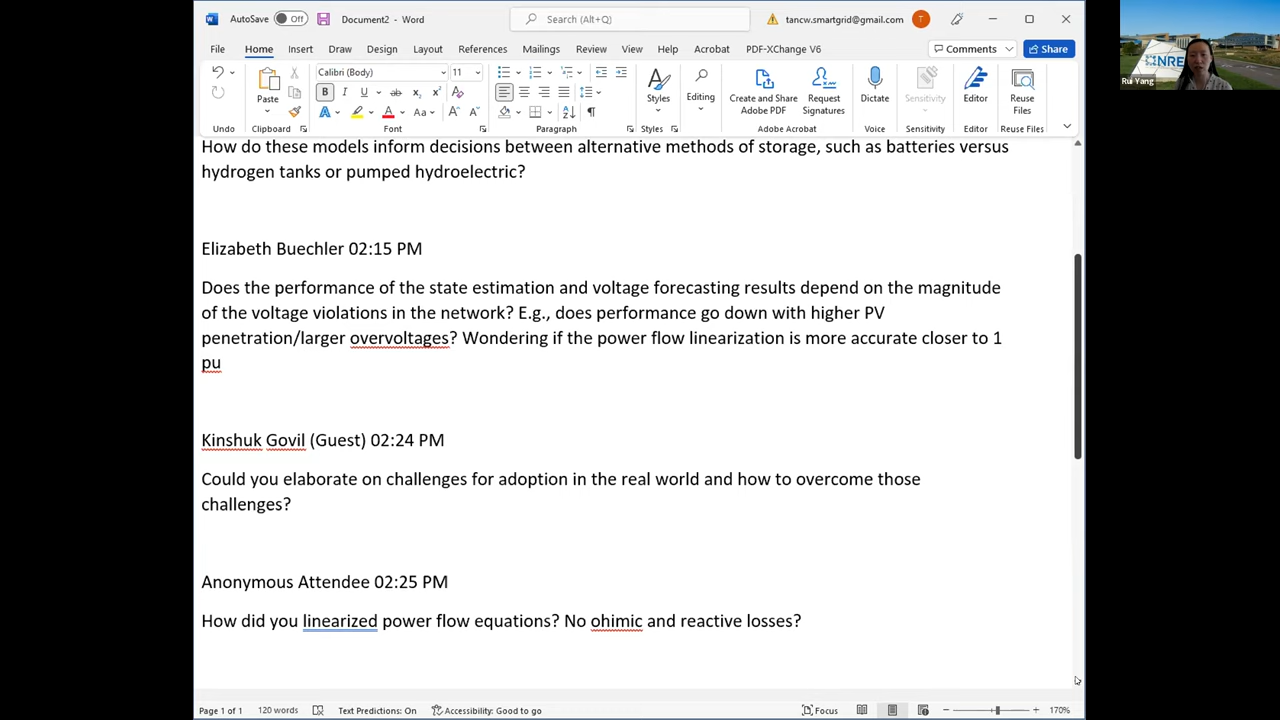 AutoSave Off Document2 - Word Search (Alt+Q) tancw.smartgrid@gmail.com T
File Home Insert Draw Design Layout References Mailings Review View Help Acrobat PDF-XChange V6 Comments Share
Calibri (Body) 11
Paste Styles Editing Create and Share Adobe PDF Request Signatures Dictate Sensitivity Editor Reuse Files
Undo Clipboard Font Paragraph Styles Adobe Acrobat Voice Sensitivity Editor Reuse Files
How do these models inform decisions between alternative methods of storage, such as batteries versus
hydrogen tanks or pumped hydroelectric?
Elizabeth Buechler 02:15 PM
Does the performance of the state estimation and voltage forecasting results depend on the magnitude
of the voltage violations in the network? E.g., does performance go down with higher PV
penetration/larger overvoltages? Wondering if the power flow linearization is more accurate closer to 1
pu
Kinshuk Govil (Guest) 02:24 PM
Could you elaborate on challenges for adoption in the real world and how to overcome those
challenges?
Anonymous Attendee 02:25 PM
How did you linearized power flow equations? No ohimic and reactive losses?
Page 1 of 1 120 words Text Predictions: On Accessibility: Good to go Focus 170%
NRE
Rui Yang